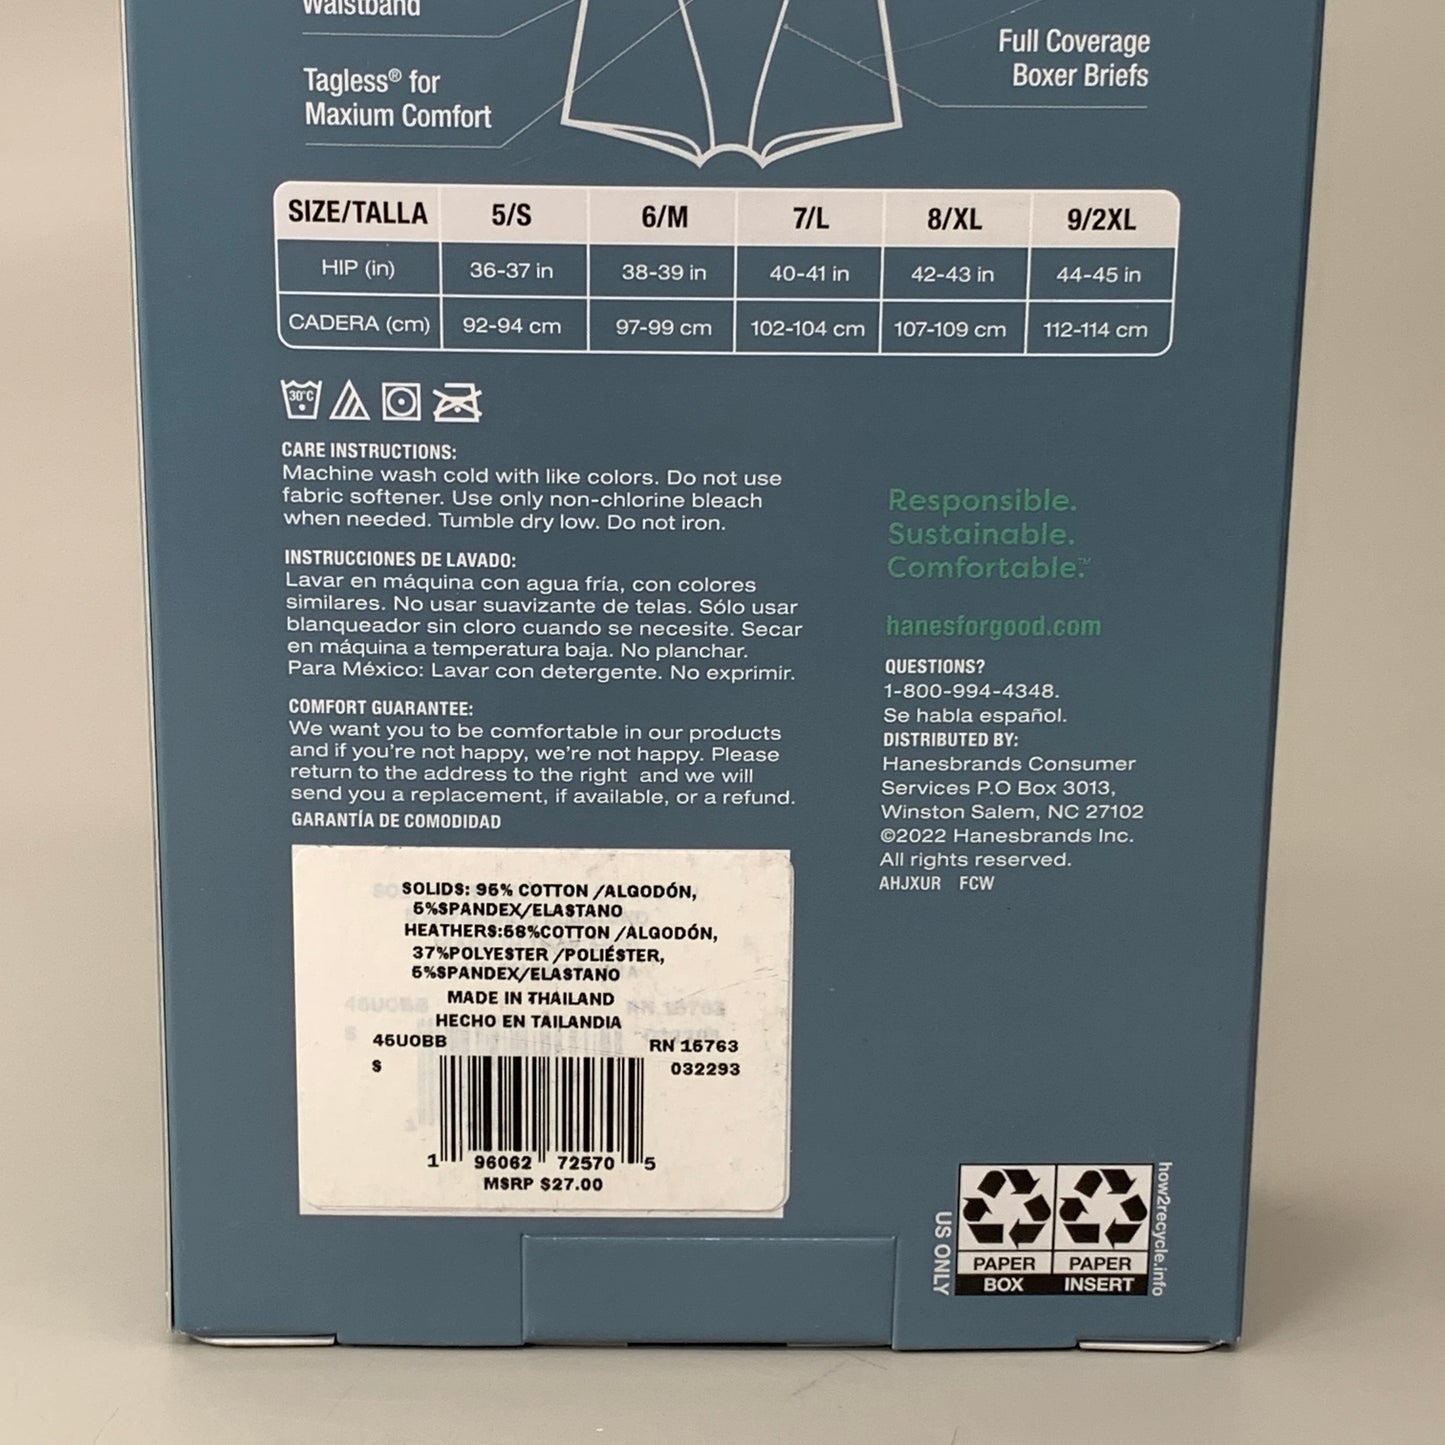 Waistband
Tagless® for
Maxium Comfort
Full Coverage
Boxer Briefs
SIZE/TALLA 5/S 6/M 7/L 8/XL 9/2XL
HIP (in) 36-37 in 38-39 in 40-41 in 42-43 in 44-45 in
CADERA (cm) 92-94 cm 97-99 cm 102-104 cm 107-109 cm 112-114 cm
30°C
CARE INSTRUCTIONS:
Machine wash cold with like colors. Do not use
fabric softener. Use only non-chlorine bleach
when needed. Tumble dry low. Do not iron.
INSTRUCCIONES DE LAVADO:
Lavar en máquina con agua fría, con colores
similares. No usar suavizante de telas. Sólo usar
blanqueador sin cloro cuando se necesite. Secar
en máquina a temperatura baja. No planchar.
Para México: Lavar con detergente. No exprimir.
COMFORT GUARANTEE:
We want you to be comfortable in our products
and if you're not happy, we're not happy. Please
return to the address to the right and we will
send you a replacement, if available, or a refund.
GARANTÍA DE COMODIDAD
Responsible.
Sustainable.
Comfortable.™
hanesforgood.com
QUESTIONS?
1-800-994-4348.
Se habla español.
DISTRIBUTED BY:
Hanesbrands Consumer
Services P.O Box 3013,
Winston Salem, NC 27102
©2022 Hanesbrands Inc.
All rights reserved.
AHJXUR FCW
SOLIDS: 95% COTTON /ALGODÓN,
5%SPANDEX/ELASTANO
HEATHERS:58%COTTON /ALGODÓN,
37%POLYESTER /POLIÉSTER,
5%SPANDEX/ELASTANO
MADE IN THAILAND
HECHO EN TAILANDIA
45U0BB RN 15763
S 032293
1 96062 72570 5
MSRP $27.00
US ONLY
PAPER PAPER
BOX INSERT
how2recycle.info